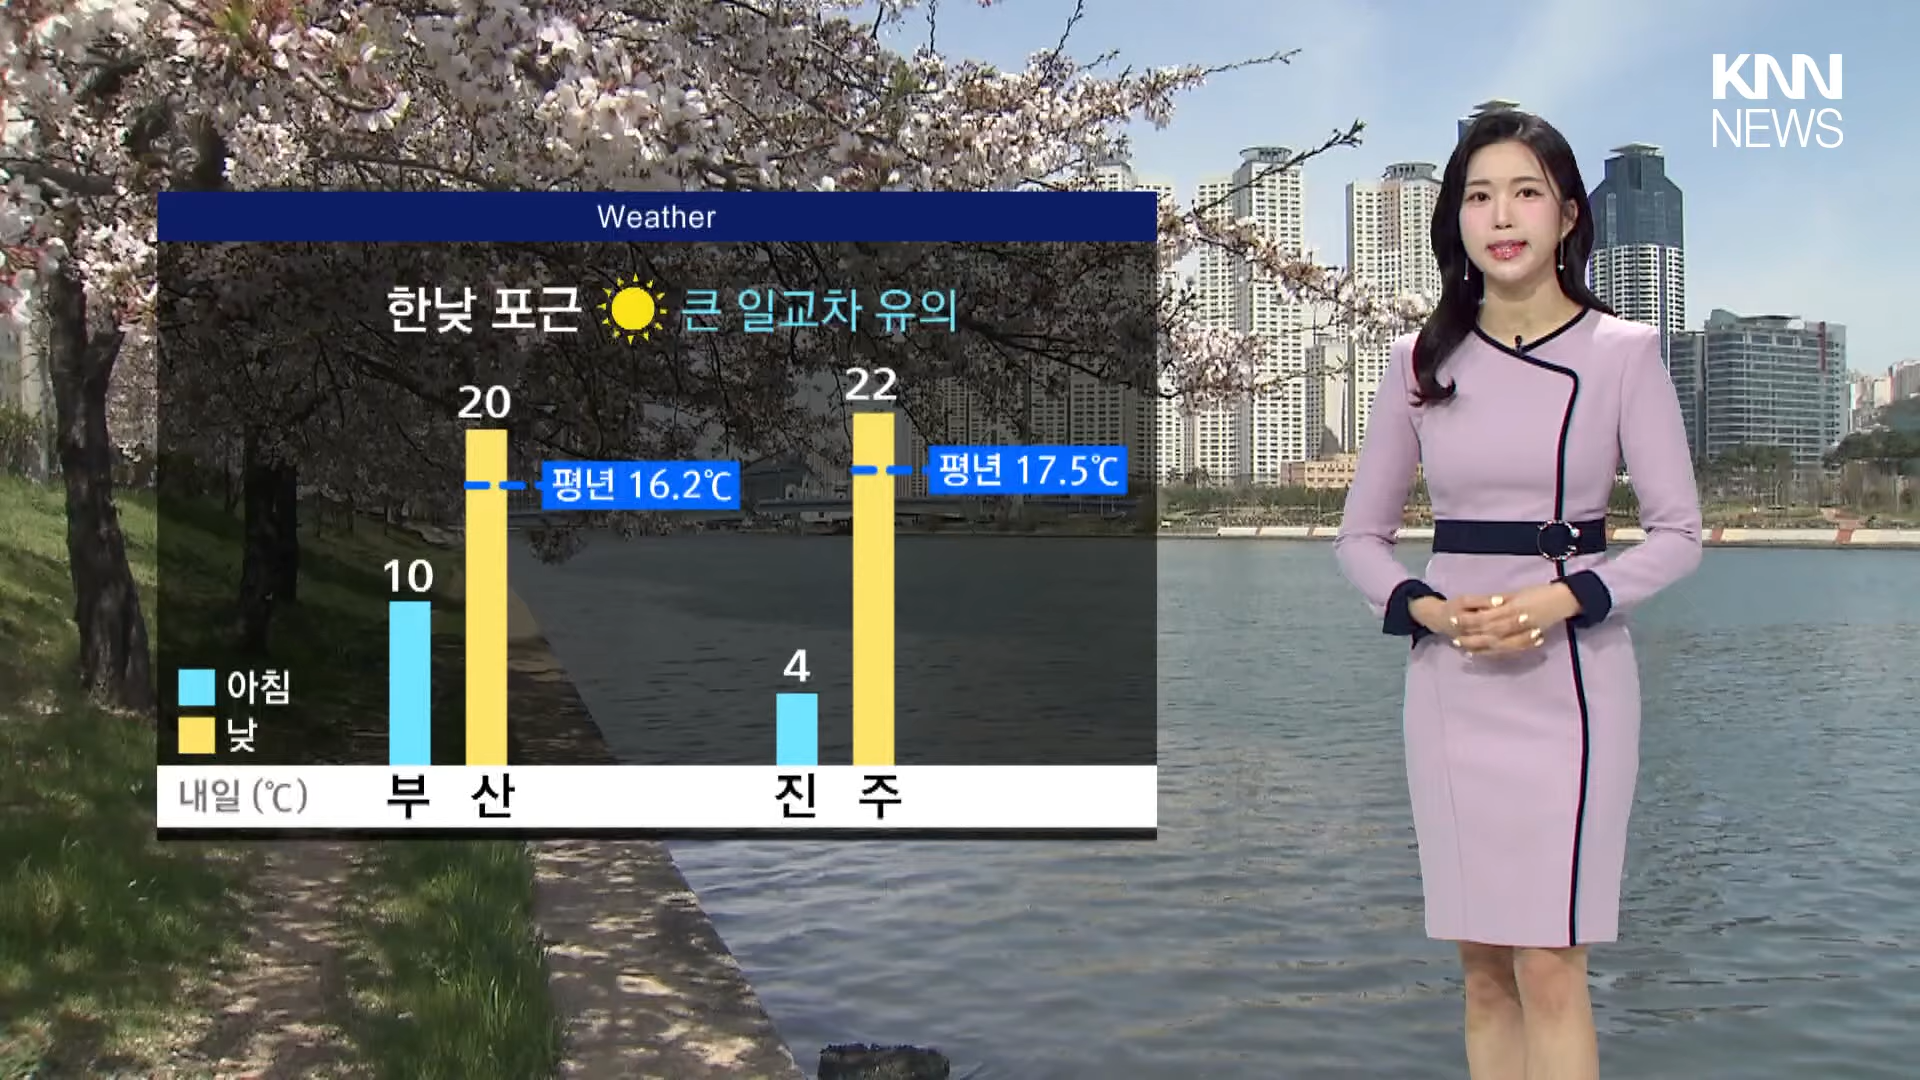 KNN
NEWS
Weather
한낮 포근 큰 일교차 유의
20
22
평년 16.2℃
평년 17.5℃
10
4
아침
낮
내일 (℃)
부산
진주